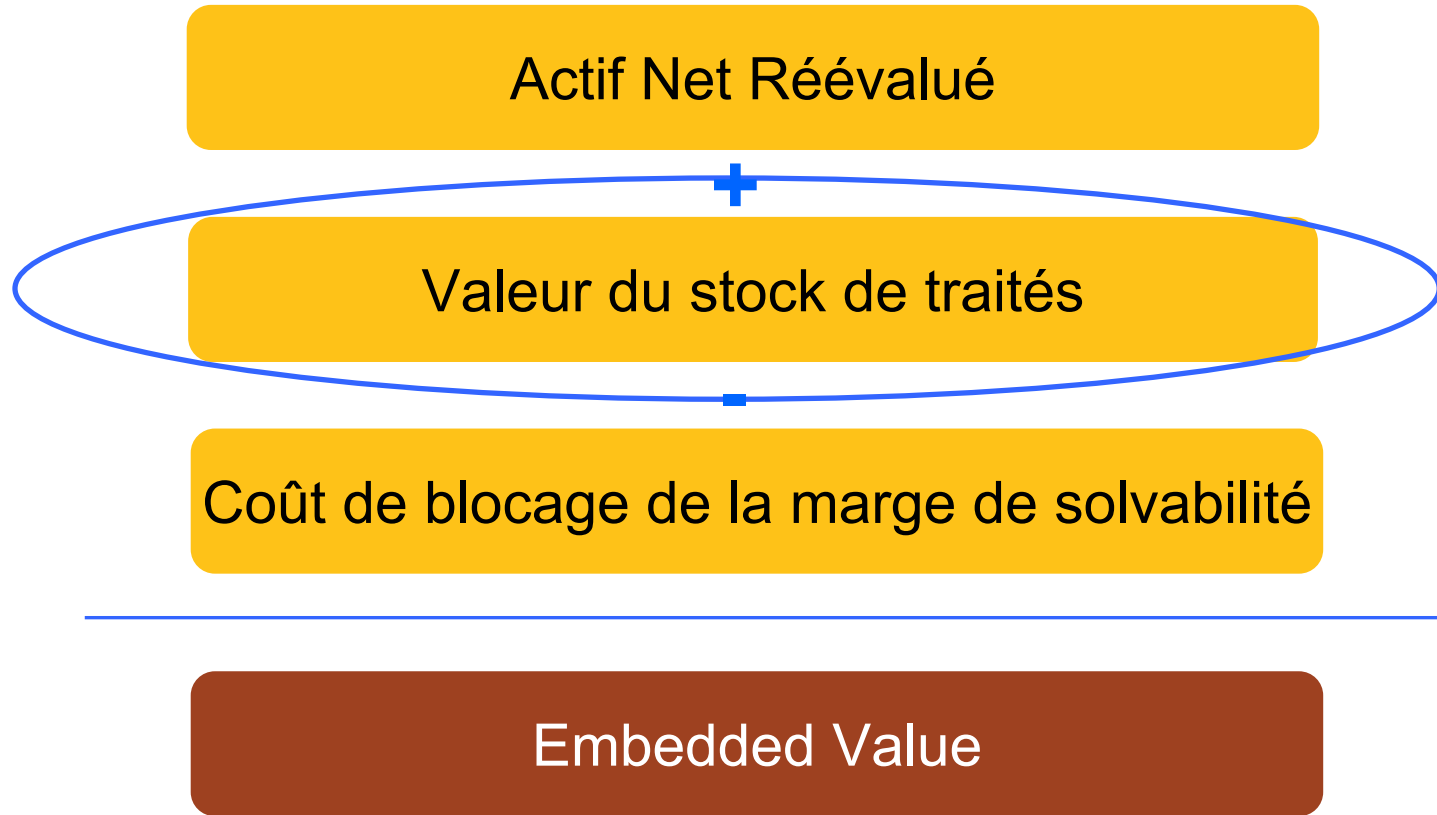 Actif Net Réévalué
+
Valeur du stock de traités
-
Coût de blocage de la marge de solvabilité
Embedded Value